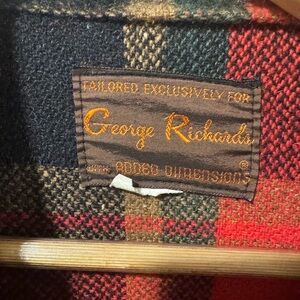 TAILORED EXCLUSIVELY FOR
George Richards
WITH ADDED DIMENSIONS ®